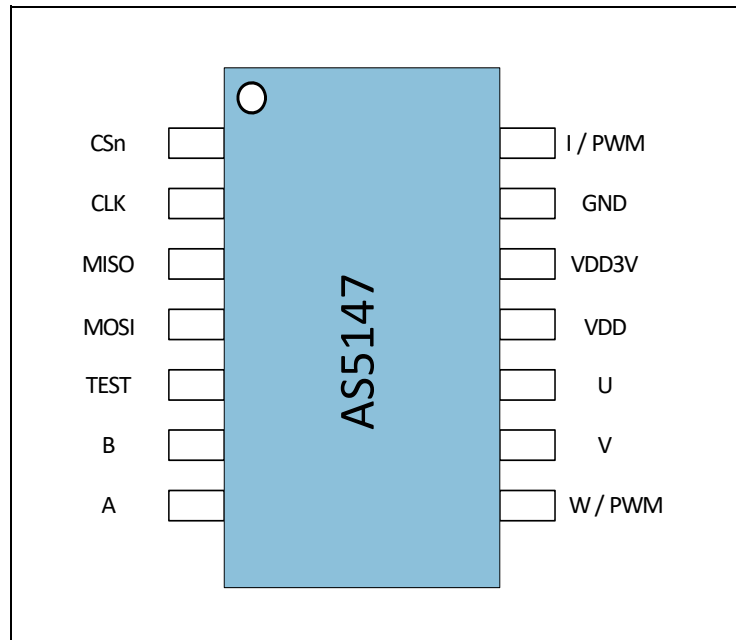 CSn
CLK
MISO
MOSI
TEST
B
A
AS5147
I / PWM
GND
VDD3V
VDD
U
V
W / PWM